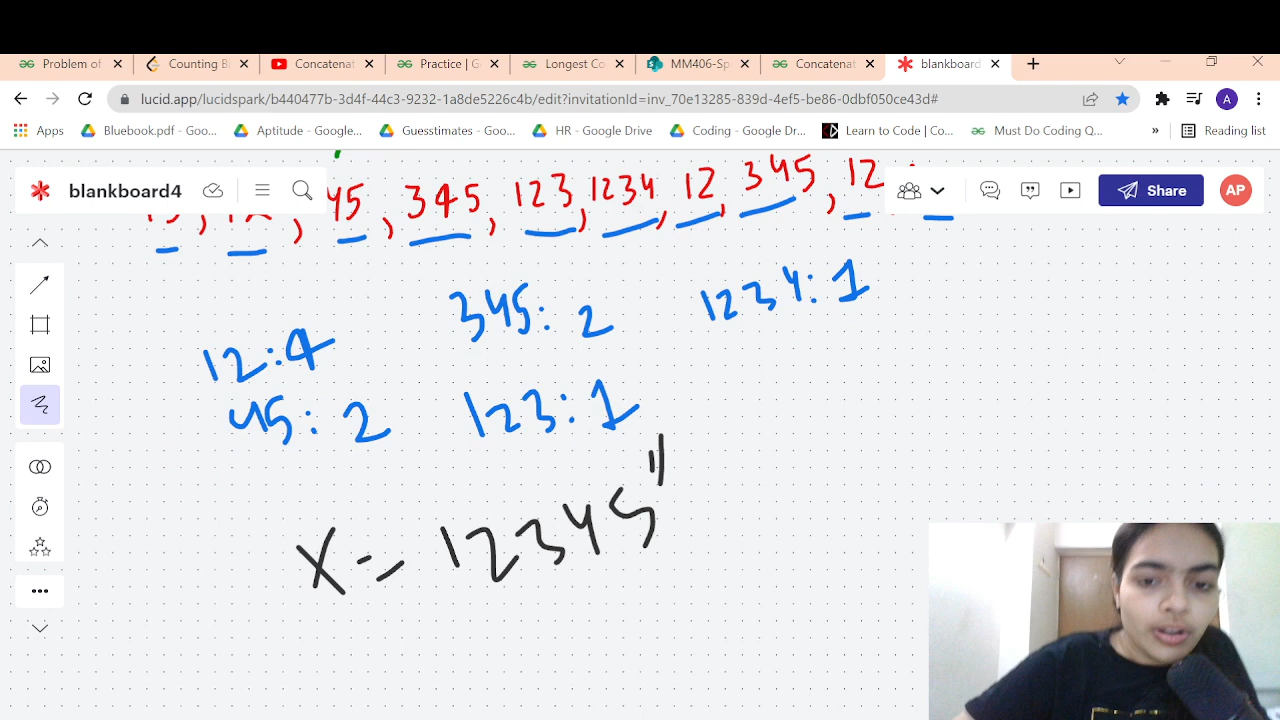 Problem of
Counting Bi
Concatenat
Practice | G
Longest Co
MM406-Sp
Concatenat
blankboard
lucid.app/lucidspark/b440477b-3d4f-44c3-9232-1a8de5226c4b/edit?invitationId=inv_70e13285-839d-4ef5-be86-0dbf050ce43d#
A
Apps
Bluebook.pdf - Goo...
Aptitude - Google...
Guesstimates - Goo...
HR - Google Drive
Coding - Google Dr...
Learn to Code | Co...
Must Do Coding Q...
»
Reading list
blankboard4
Share
AP
45, 345, 123, 1234, 12, 345, 12
345: 2
1234: 1
12:4
45: 2
123: 1
X= 12345"